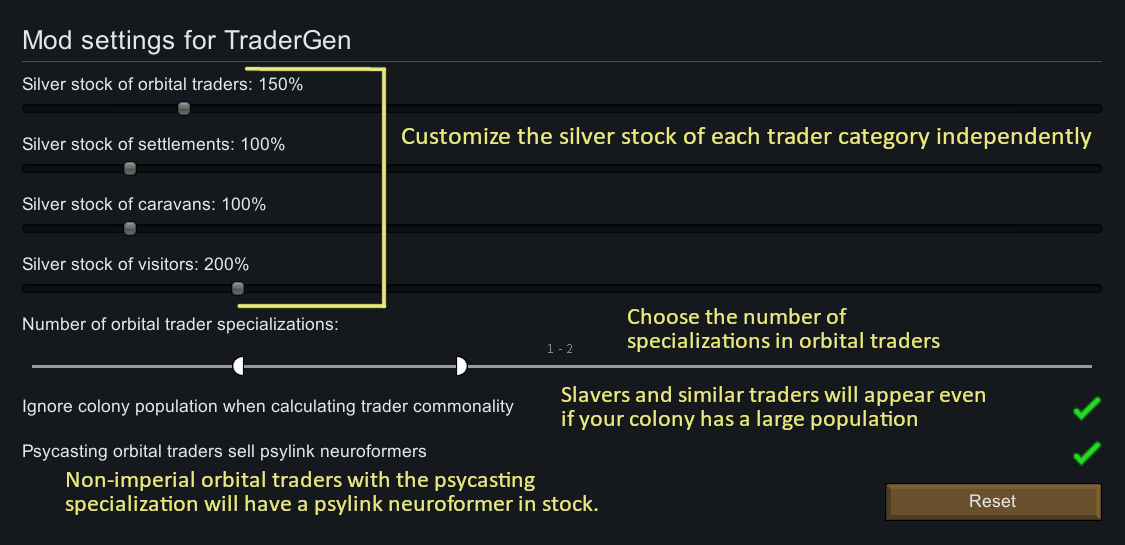 Mod settings for TraderGen
Silver stock of orbital traders: 150%
Customize the silver stock of each trader category independently
Silver stock of settlements: 100%
Silver stock of caravans: 100%
Silver stock of visitors: 200%
Number of orbital trader specializations:
Choose the number of
specializations in orbital traders
1 - 2
Ignore colony population when calculating trader commonality
Slavers and similar traders will appear even
if your colony has a large population
Psycasting orbital traders sell psylink neuroformers
Non-imperial orbital traders with the psycasting
specialization will have a psylink neuroformer in stock.
Reset